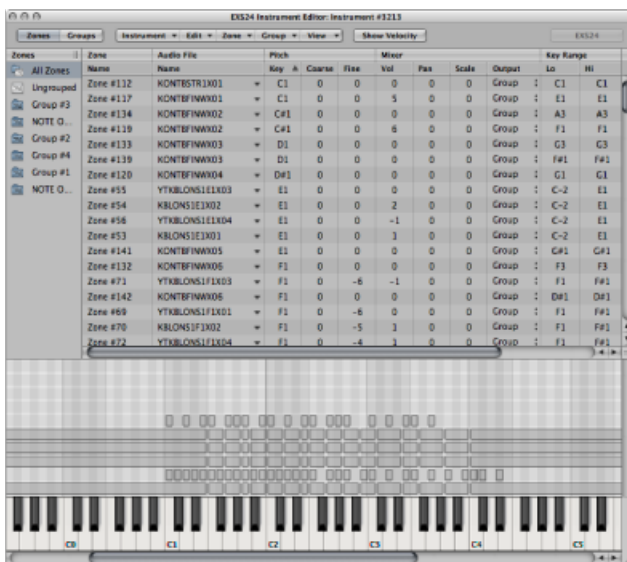 EXS24 Instrument Editor: Instrument #3213
Zones Groups Instrument Edit Zone Group View Show Velocity EXS24
Zones Zone Audio File Pitch Mixer Key Range
All Zones Name Name Key Coarse Fine Vol Pan Scale Output Lo Hi
Ungrouped
Group #3
NOTE O...
Group #2
Group #4
Group #1
NOTE O...
Zone #112 KONTBSTR1X01 C1 0 0 0 0 0 Group C1 C1
Zone #117 KONTBFINWX01 C1 0 0 5 0 0 Group E1 E1
Zone #134 KONTBFINWX02 C#1 0 0 0 0 0 Group A3 A3
Zone #119 KONTBFINWX02 C#1 0 0 6 0 0 Group F1 F1
Zone #133 KONTBFINWX03 D1 0 0 0 0 0 Group G3 G3
Zone #139 KONTBFINWX03 D1 0 0 0 0 0 Group F#1 F#1
Zone #120 KONTBFINWX04 D#1 0 0 0 0 0 Group G1 G1
Zone #55 YTKBLONS1E1X03 E1 0 0 0 0 0 Group C-2 E1
Zone #54 KBLONS1E1X02 E1 0 0 2 0 0 Group C-2 E1
Zone #56 YTKBLONS1E1X04 E1 0 0 -1 0 0 Group C-2 E1
Zone #53 KBLONS1E1X01 E1 0 0 1 0 0 Group C-2 E1
Zone #141 KONTBFINWX05 E1 0 0 0 0 0 Group G#1 G#1
Zone #132 KONTBFINWX06 F1 0 0 0 0 0 Group F3 F3
Zone #71 YTKBLONS1F1X03 F1 0 -6 -1 0 0 Group F1 F#1
Zone #142 KONTBFINWX06 F1 0 0 0 0 0 Group D#1 D#1
Zone #69 YTKBLONS1F1X01 F1 0 -6 0 0 0 Group F1 F#1
Zone #70 KBLONS1F1X02 F1 0 -5 1 0 0 Group F1 F#1
Zone #72 YTKBLONS1F1X04 F1 0 -4 1 0 0 Group F1 F#1
C0 C1 C2 C3 C4 C5